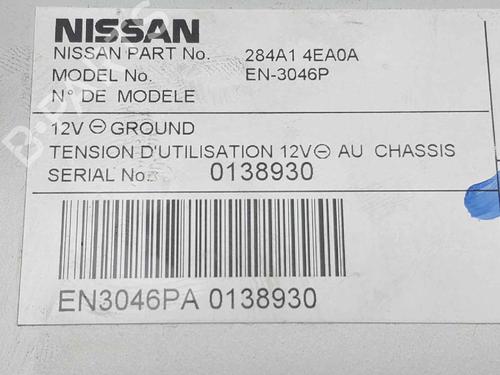 NISSAN
NISSAN PART No. 284A1 4EA0A
MODEL No. EN-3046P
N° DE MODELE
12V ⊖ GROUND
TENSION D'UTILISATION 12V⊖ AU CHASSIS
SERIAL No. 0138930
EN3046PA 0138930